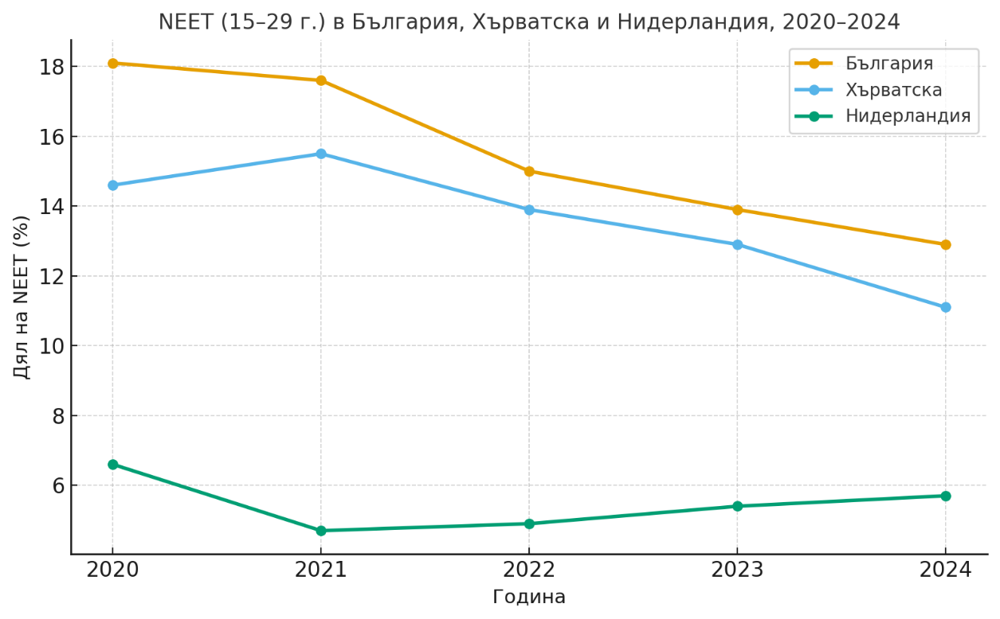 NEET (15–29 г.) в България, Хърватска и Нидерландия, 2020–2024
България
Хърватска
Нидерландия
Дял на NEET (%)
18
16
14
12
10
8
6
2020 2021 2022 2023 2024
Година